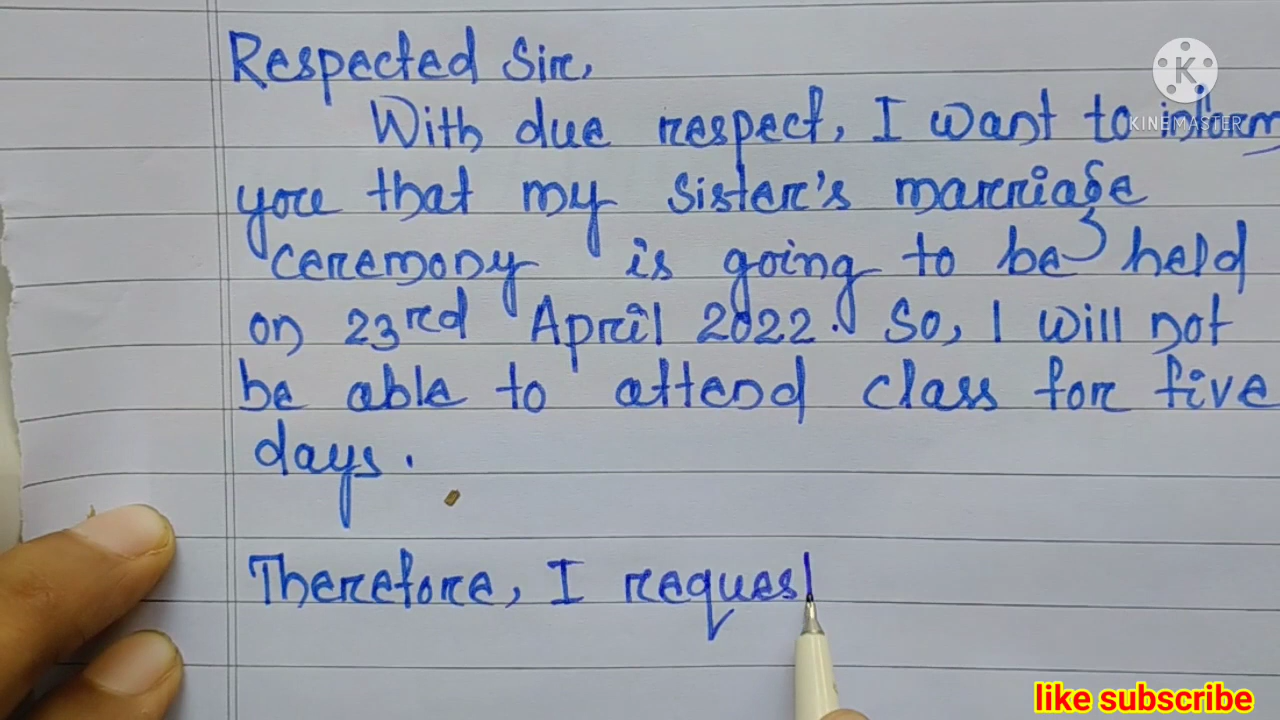 Respected Sir,
With due respect, I want to inform
you that my sister's marriage
ceremony is going to be held
on 23rd April 2022. So, I will not
be able to attend class for five
days.
Therefore, I request
K
KINEMASTER
like subscribe